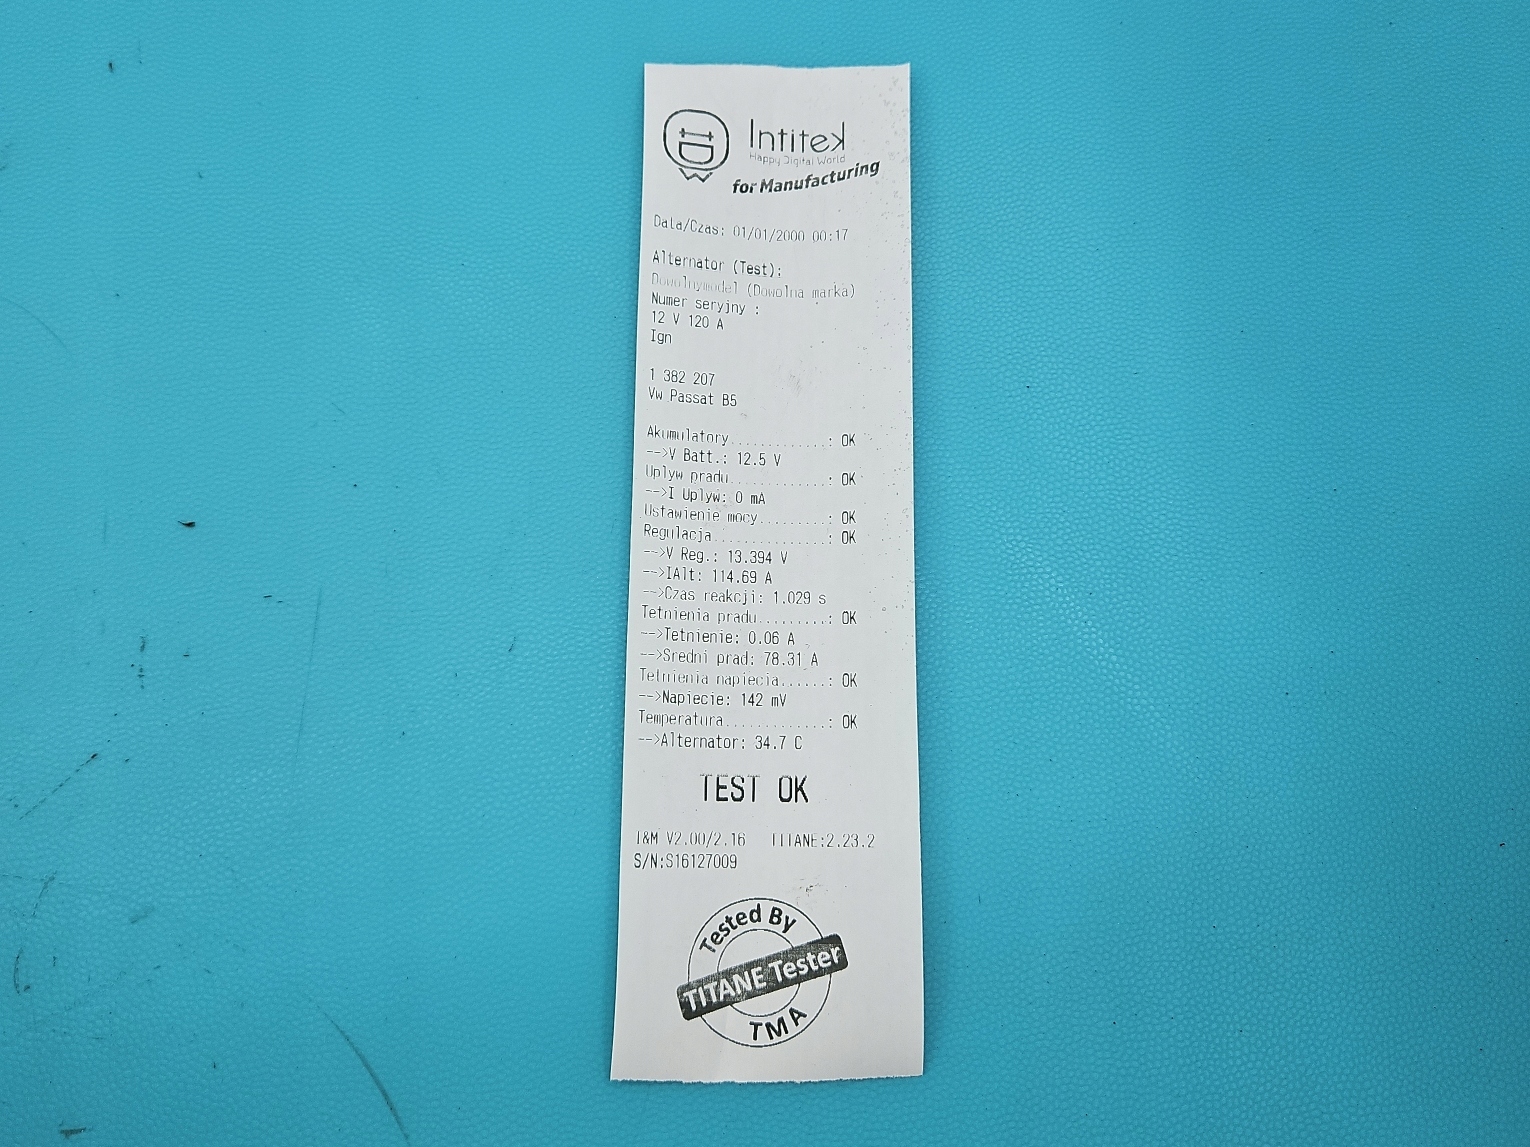 Intitek
Happy Digital World
for Manufacturing
Data/Czas: 01/01/2000 00:17
Alternator (Test):
Dowolnymodel (Dowolna marka)
Numer seryjny :
12 V 120 A
Ign
1 382 207
Vw Passat B5
Akumulatory............: OK
-->V Batt.: 12.5 V
Uplyw pradu............: OK
-->I Uplyw: 0 mA
Ustawienie mocy.........: OK
Regulacja...............: OK
-->V Reg.: 13.394 V
-->IAlt: 114.69 A
-->Czas reakcji: 1.029 s
Tetnienia pradu.........: OK
-->Tetnienie: 0.06 A
-->Sredni prad: 78.31 A
Tetnienia napiecia......: OK
-->Napiecie: 142 mV
Temperatura.............: OK
-->Alternator: 34.7 C
TEST OK
I&M V2.00/2.16 TITANE:2.23.2
S/N:S16127009
Tested By
TITANE Tester
TMA